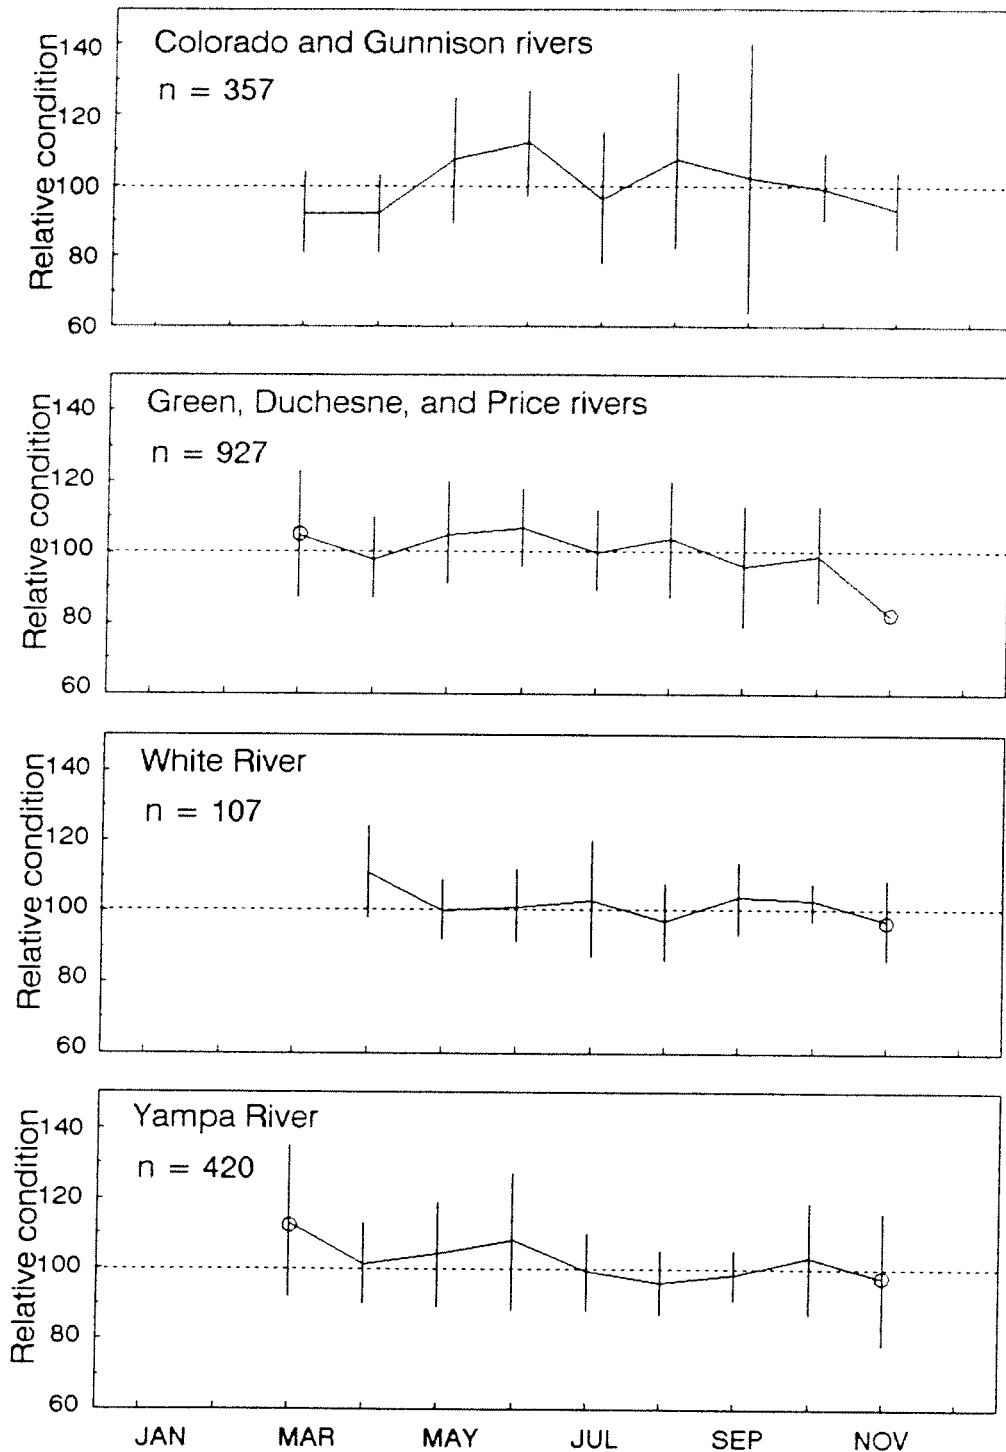 Colorado and Gunnison rivers
n = 357
Relative condition
140
120
100
80
60
Green, Duchesne, and Price rivers
n = 927
Relative condition
140
120
100
80
60
White River
n = 107
Relative condition
140
120
100
80
60
Yampa River
n = 420
Relative condition
140
120
100
80
60
JAN MAR MAY JUL SEP NOV